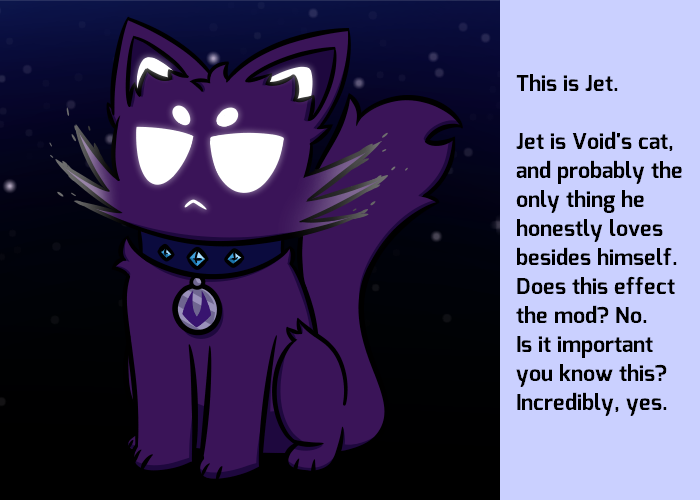 This is Jet.
Jet is Void's cat,
and probably the
only thing he
honestly loves
besides himself.
Does this effect
the mod? No.
Is it important
you know this?
Incredibly, yes.